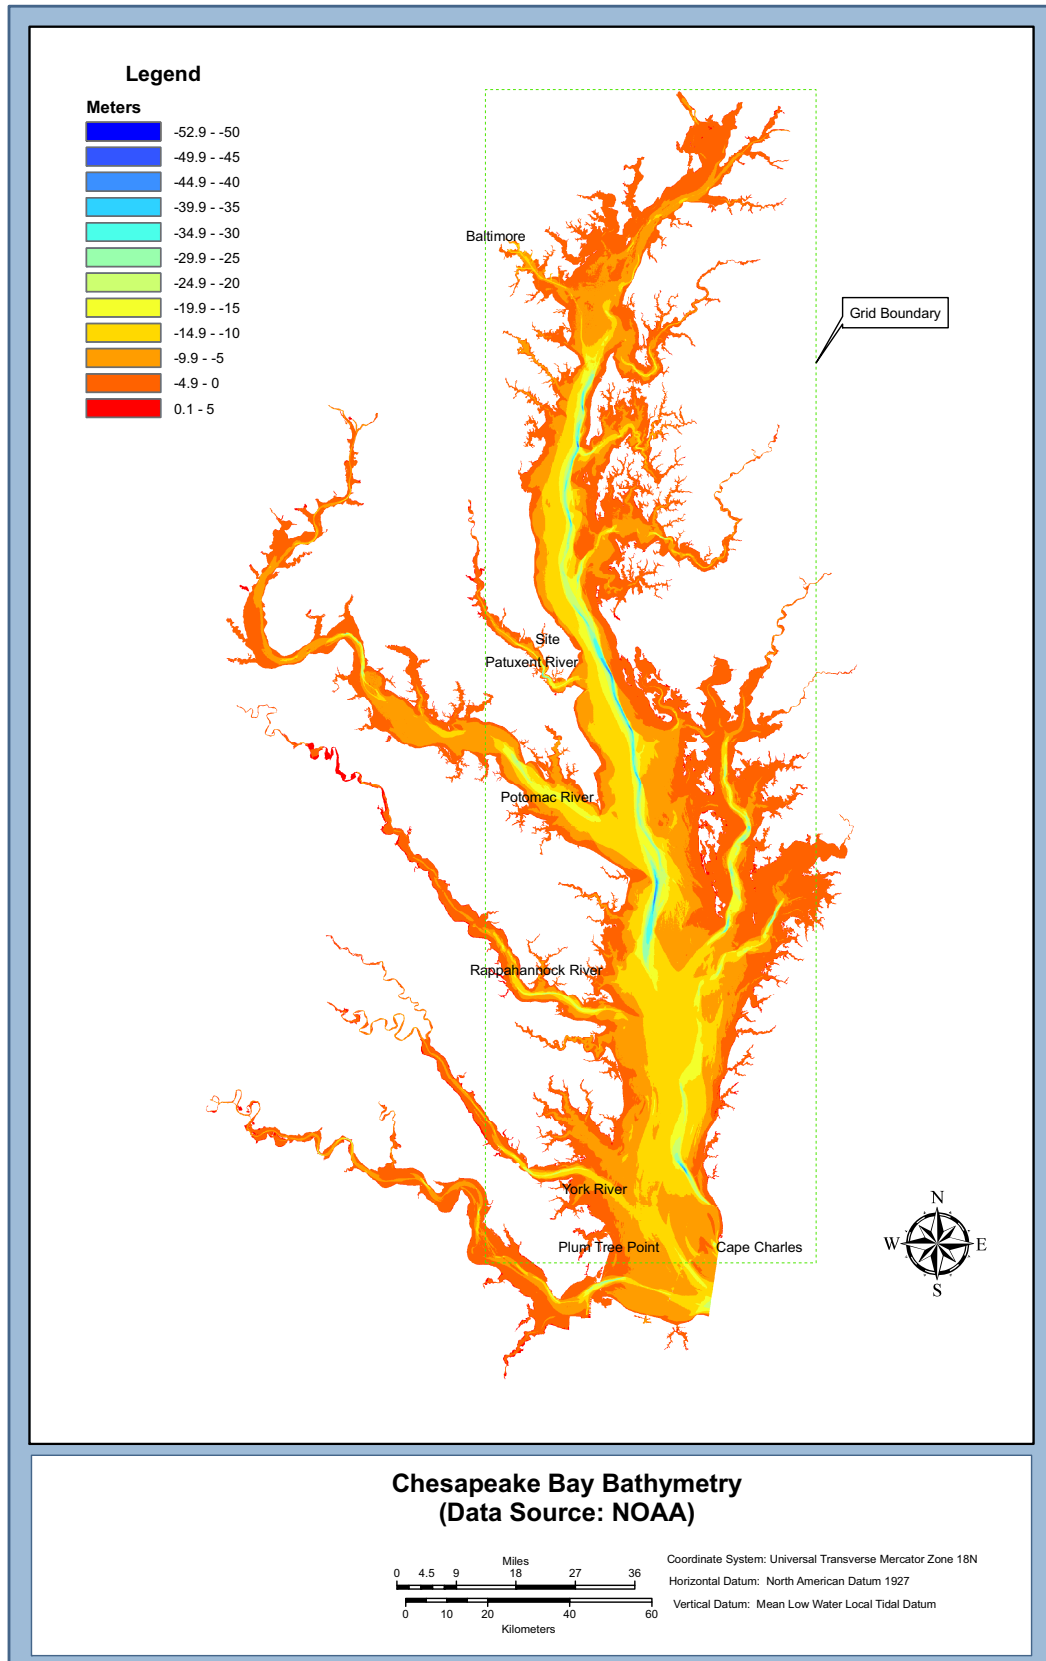 Legend
Meters
-52.9 - -50
-49.9 - -45
-44.9 - -40
-39.9 - -35
-34.9 - -30
-29.9 - -25
-24.9 - -20
-19.9 - -15
-14.9 - -10
-9.9 - -5
-4.9 - 0
0.1 - 5
Baltimore
Grid Boundary
Site
Patuxent River
Potomac River
Rappahannock River
York River
Plum Tree Point
Cape Charles
N
W
E
S
Chesapeake Bay Bathymetry
(Data Source: NOAA)
Miles
0 4.5 9 18 27 36
0 10 20 40 60
Kilometers
Coordinate System: Universal Transverse Mercator Zone 18N
Horizontal Datum: North American Datum 1927
Vertical Datum: Mean Low Water Local Tidal Datum